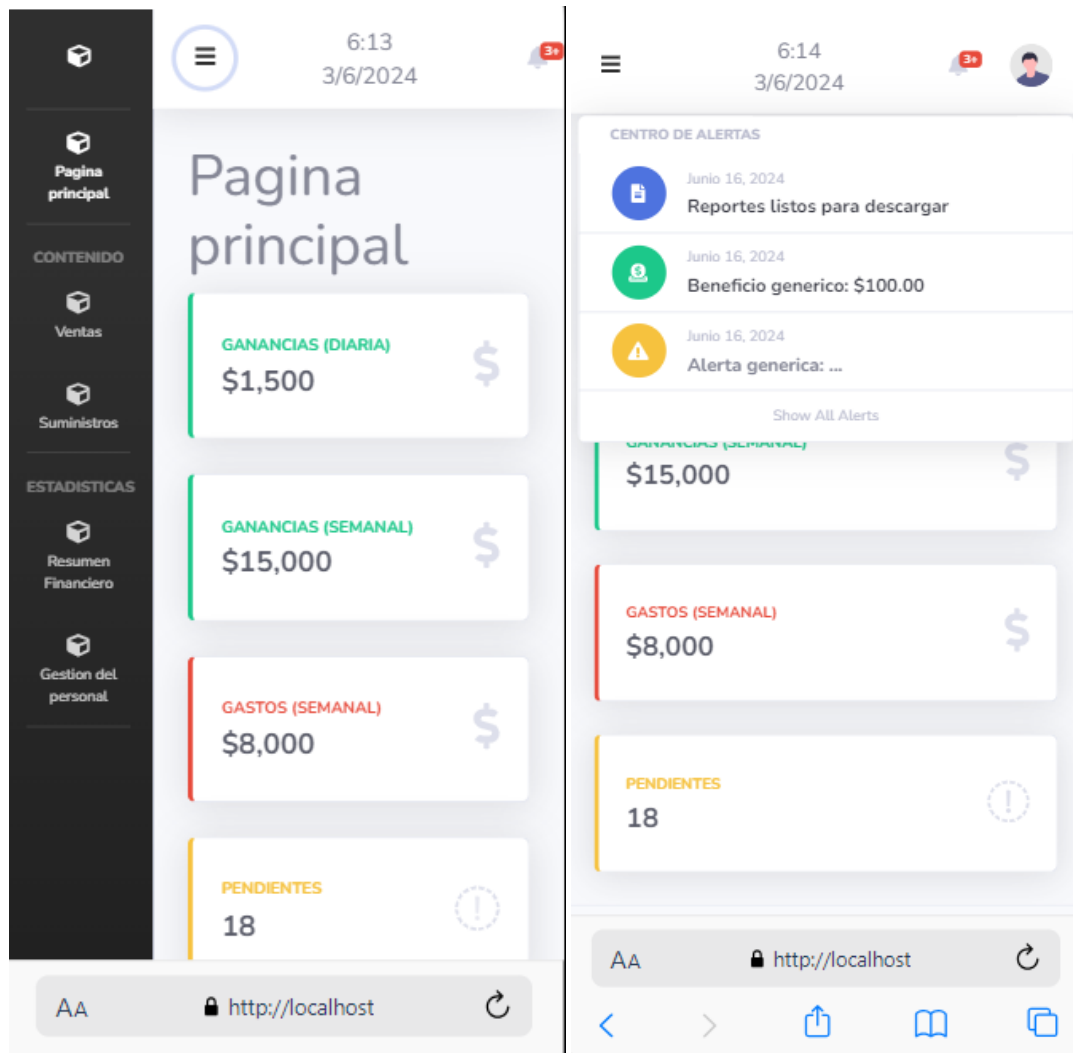 6:13
3/6/2024
3+
Pagina
principal
CONTENIDO
Ventas
Suministros
ESTADISTICAS
Resumen
Financiero
Gestion del
personal
Pagina
principal
GANANCIAS (DIARIA)
$1,500
$
GANANCIAS (SEMANAL)
$15,000
$
GASTOS (SEMANAL)
$8,000
$
PENDIENTES
18
!
AA
http://localhost
6:14
3/6/2024
3+
CENTRO DE ALERTAS
Junio 16, 2024
Reportes listos para descargar
Junio 16, 2024
Beneficio generico: $100.00
Junio 16, 2024
Alerta generica: ...
Show All Alerts
GANANCIAS (SEMANAL)
$15,000
$
GASTOS (SEMANAL)
$8,000
$
PENDIENTES
18
!
AA
http://localhost